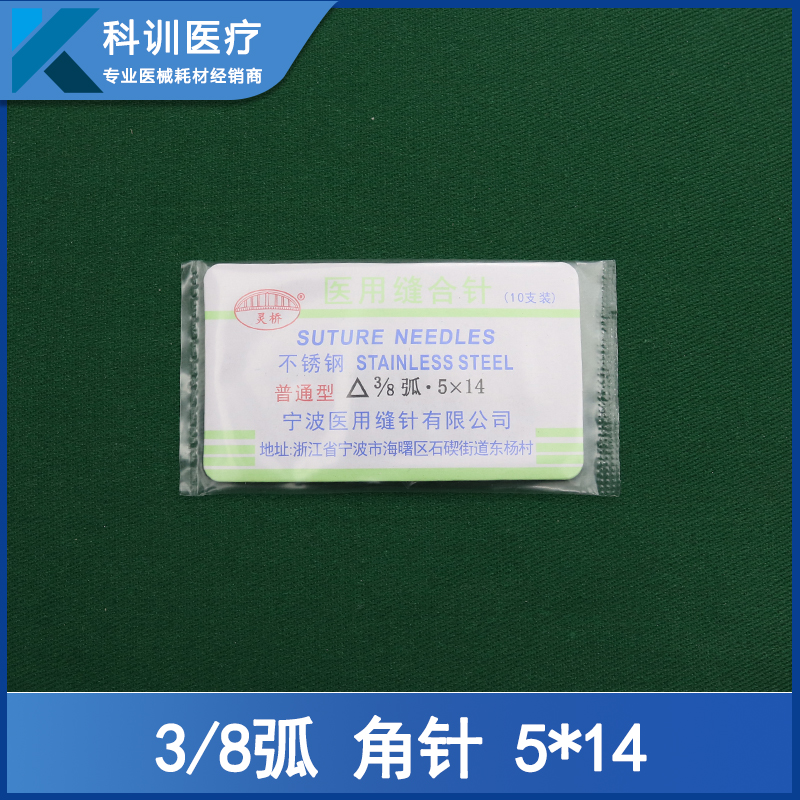 科训医疗
专业医械耗材经销商
医用缝合针 (10支装)
灵桥®
SUTURE NEEDLES
不锈钢 STAINLESS STEEL
普通型 △ 3/8 弧·5×14
宁波医用缝针有限公司
地址:浙江省宁波市海曙区石碶街道东杨村
3/8弧 角针 5*14